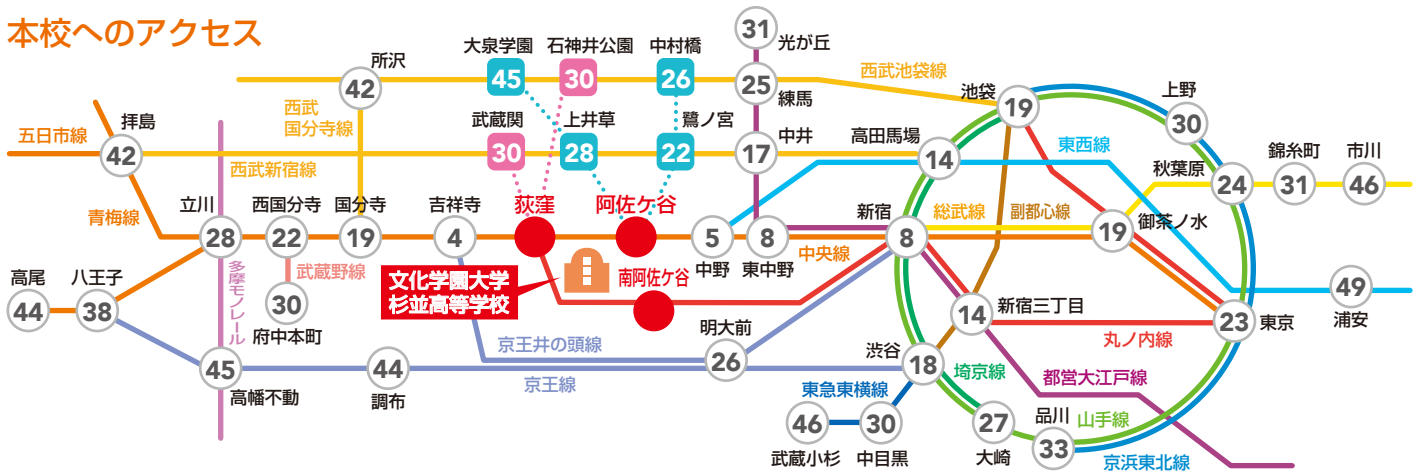 本校へのアクセス
31
光が丘
大泉学園
石神井公園
中村橋
所沢
45
30
26
25
練馬
西武池袋線
池袋
19
上野
30
42
西武
国分寺線
武蔵関
上井草
鷺ノ宮
中井
高田馬場
五日市線
拝島
42
西武新宿線
30
28
22
17
14
東西線
秋葉原
24
錦糸町
31
市川
46
青梅線
立川
28
西国分寺
22
国分寺
19
吉祥寺
4
荻窪
阿佐ケ谷
5
中野
8
東中野
中央線
新宿
8
総武線
副都心線
19
御茶ノ水
高尾
44
八王子
38
多摩モノレール
武蔵野線
30
府中本町
文化学園大学
杉並高等学校
南阿佐ケ谷
14
新宿三丁目
49
浦安
23
東京
丸ノ内線
45
高幡不動
44
調布
京王井の頭線
京王線
明大前
26
渋谷
18
埼京線
都営大江戸線
東急東横線
46
武蔵小杉
30
中目黒
27
大崎
品川
33
山手線
京浜東北線